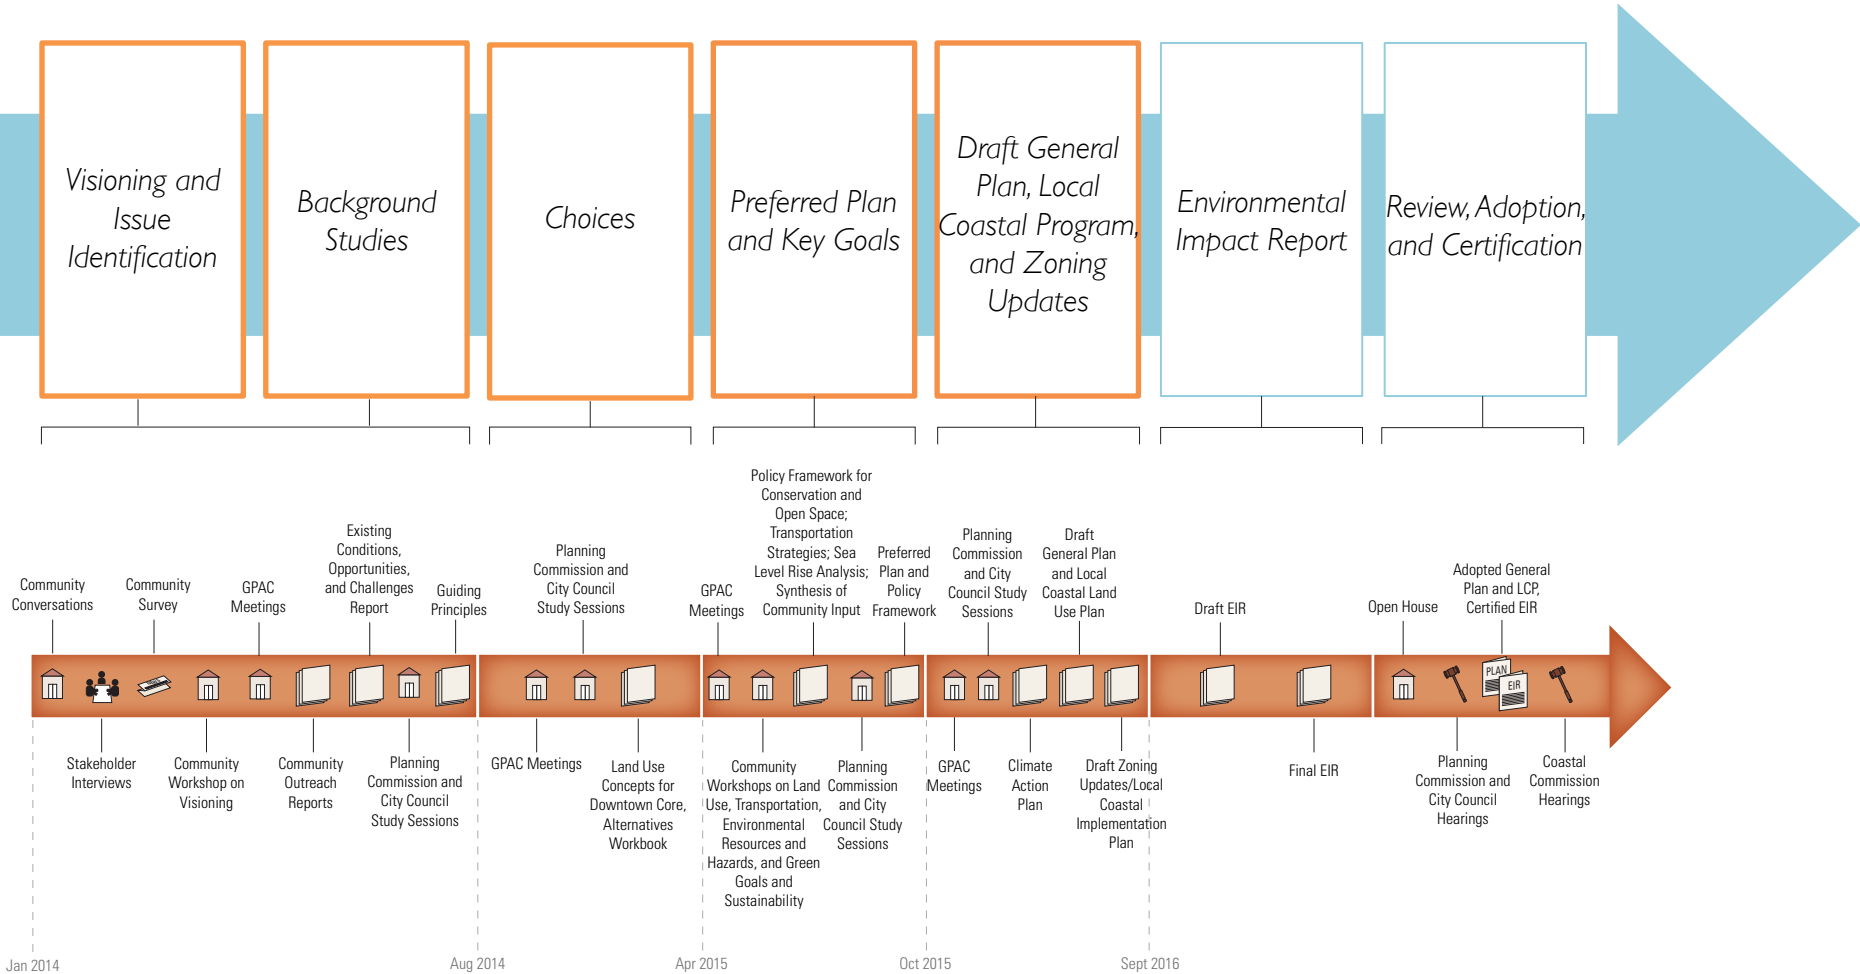 Visioning and
Issue
Identification
Background
Studies
Choices
Preferred Plan
and Key Goals
Draft General
Plan, Local
Coastal Program,
and Zoning
Updates
Environmental
Impact Report
Review, Adoption,
and Certification
Community
Conversations
Community
Survey
GPAC
Meetings
Existing
Conditions,
Opportunities,
and Challenges
Report
Guiding
Principles
Planning
Commission and
City Council
Study Sessions
GPAC
Meetings
Policy Framework for
Conservation and
Open Space;
Transportation
Strategies; Sea
Level Rise Analysis;
Synthesis of
Community Input
Preferred
Plan and
Policy
Framework
Planning
Commission
and City
Council Study
Sessions
Draft
General Plan
and Local
Coastal Land
Use Plan
Draft EIR
Open House
Adopted General
Plan and LCP,
Certified EIR
PLAN
EIR
Stakeholder
Interviews
Community
Workshop on
Visioning
Community
Outreach
Reports
Planning
Commission and
City Council
Study Sessions
GPAC Meetings
Land Use
Concepts for
Downtown Core,
Alternatives
Workbook
Community
Workshops on Land
Use, Transportation,
Environmental
Resources and
Hazards, and Green
Goals and
Sustainability
Planning
Commission
and City
Council Study
Sessions
GPAC
Meetings
Climate
Action
Plan
Draft Zoning
Updates/Local
Coastal
Implementation
Plan
Final EIR
Planning
Commission and
City Council
Hearings
Coastal
Commission
Hearings
Jan 2014
Aug 2014
Apr 2015
Oct 2015
Sept 2016